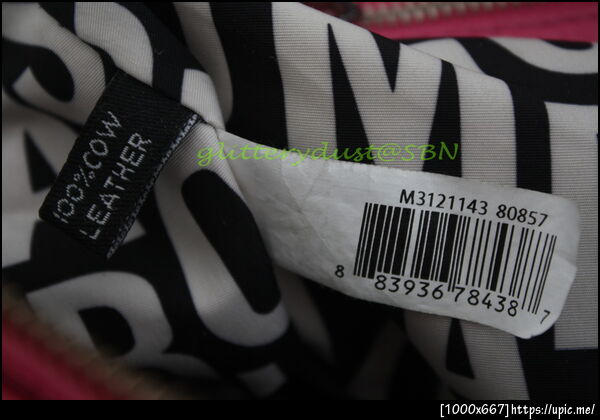 100% COW
LEATHER
glitterydust@SBN
M3121143 80857
8 83936 78438 7
[1000x667]https://upic.me/